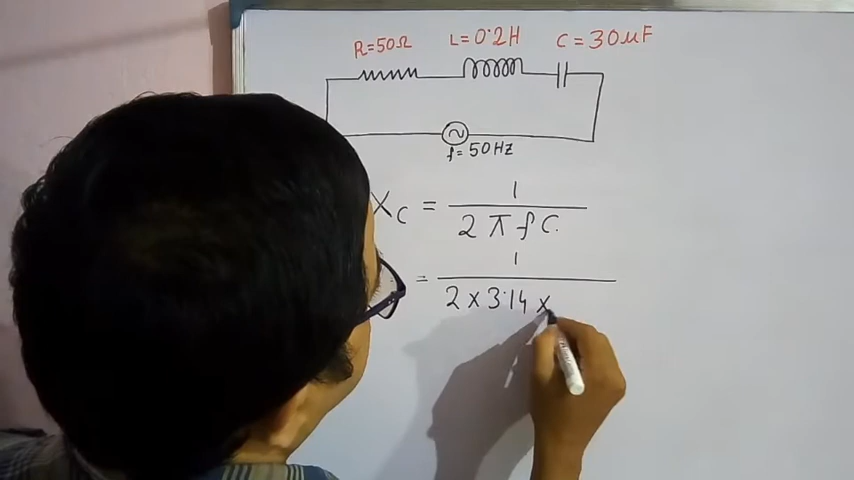 R=50Ω L=0.2H C=30μF
f=50HZ
XC = 1
2πfC.
= 1
2×3.14×